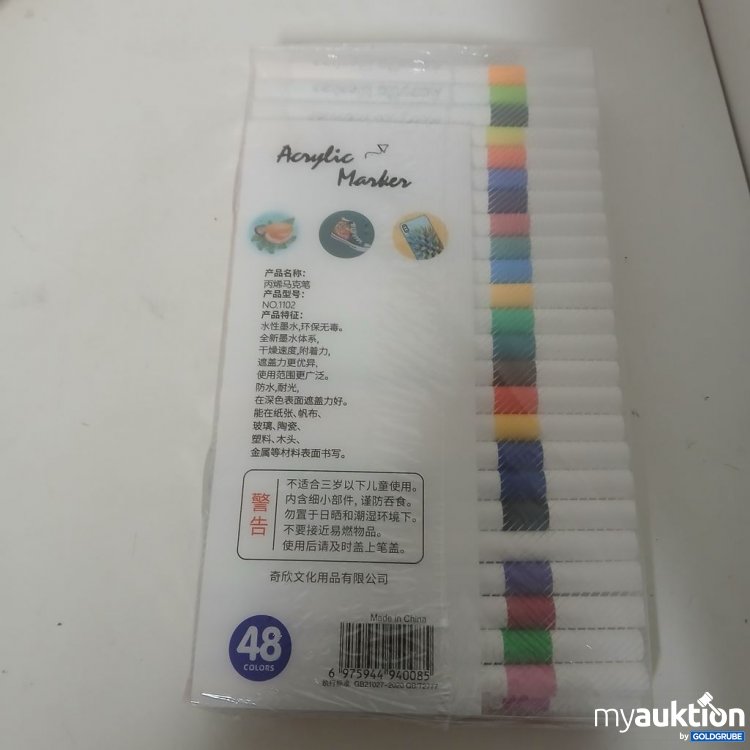 Acrylic
Marker
产品名称：
丙烯马克笔
产品型号：
NO.1102
产品特征：
水性墨水,环保无毒。
全新墨水体系,
干燥速度,附着力,
遮盖力更优异,
使用范围更广泛。
防水,耐光,
在深色表面遮盖力好。
能在纸张、帆布、
玻璃、陶瓷、
塑料、木头、
金属等材料表面书写。
警告
不适合三岁以下儿童使用。
内含细小部件，谨防吞食。
勿置于日晒和潮湿环境下。
不要接近易燃物品。
使用后请及时盖上笔盖。
奇欣文化用品有限公司
48
COLORS
Made in China
6 975944 940085
执行标准: GB21027-2020
myauktion
by GOLDGRUBE